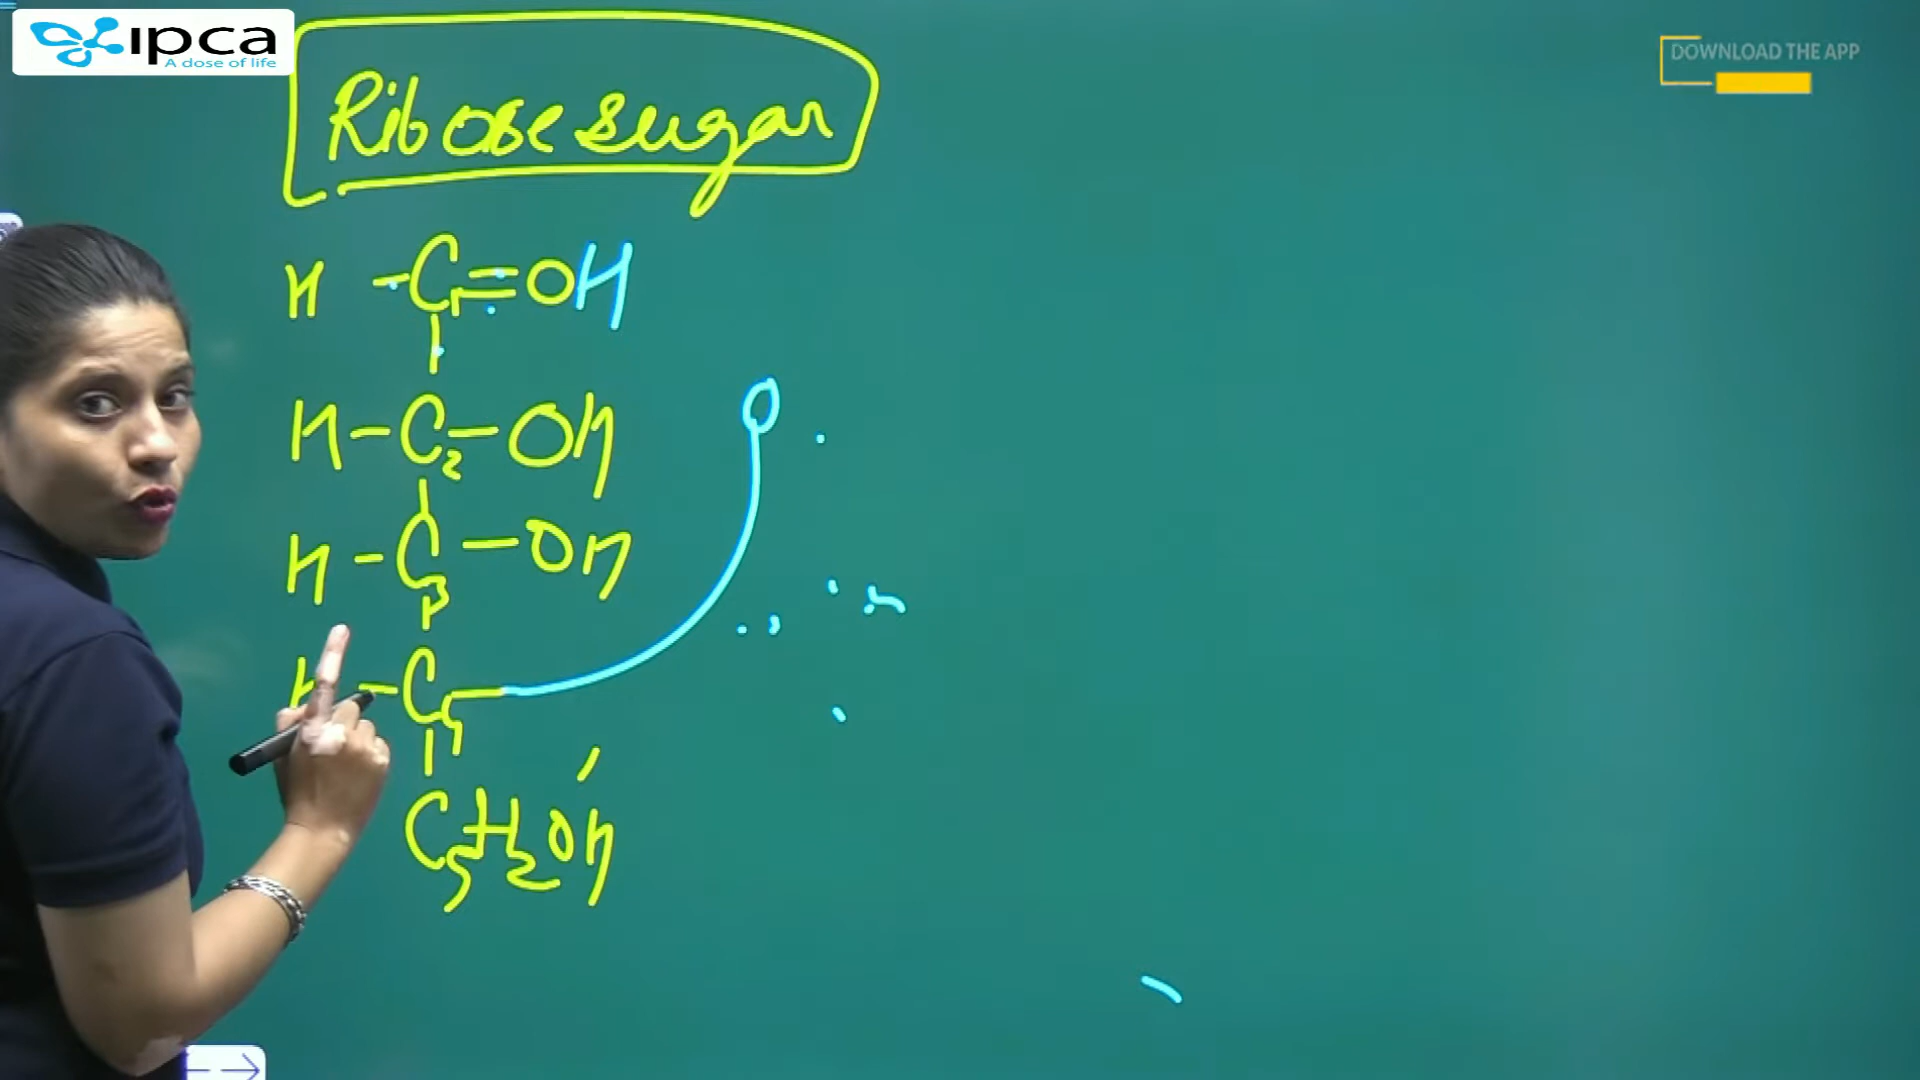 ipca
A dose of life
DOWNLOAD THE APP
Ribose sugar
H - C1 = OH
H - C2 - OH
H - C3 - OH
H - C4 - O
C5H2OH